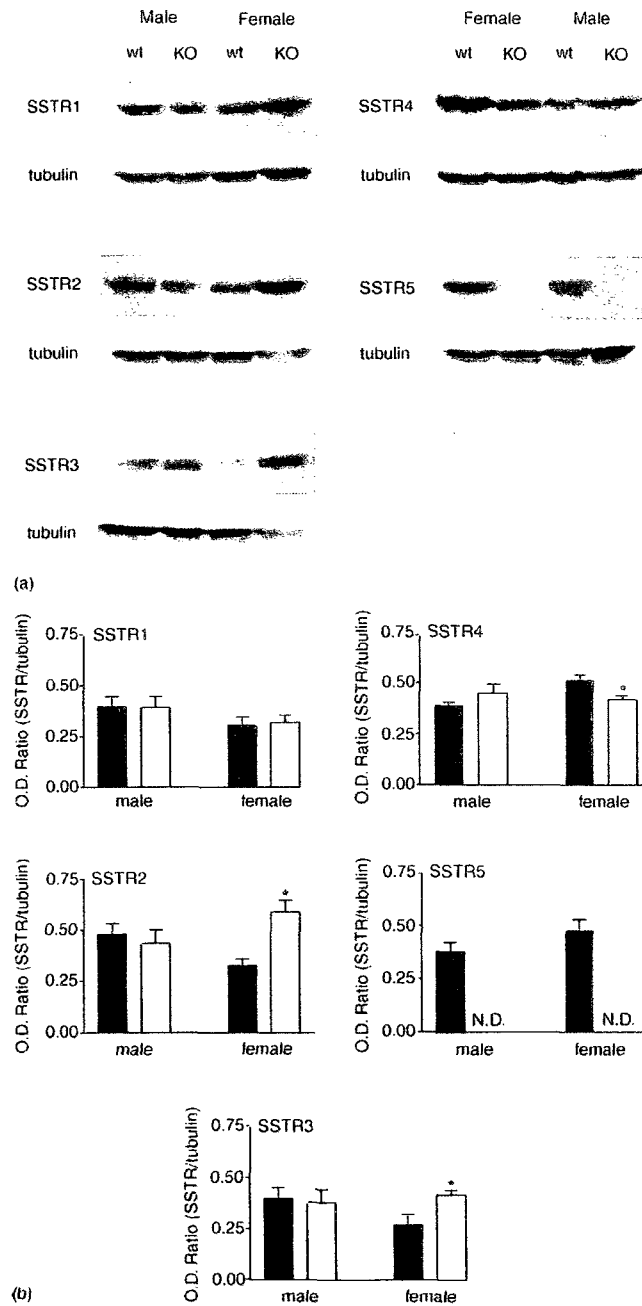 Male Female
wt KO wt KO
SSTR1
tubulin
SSTR2
tubulin
SSTR3
tubulin
Female Male
wt KO wt KO
SSTR4
tubulin
SSTR5
tubulin
(a)
O.D. Ratio (SSTR/tubulin)
0.75
0.50
0.25
0.00
SSTR1
male female
O.D. Ratio (SSTR/tubulin)
0.75
0.50
0.25
0.00
SSTR4
*
male female
O.D. Ratio (SSTR/tubulin)
0.75
0.50
0.25
0.00
SSTR2
*
male female
O.D. Ratio (SSTR/tubulin)
0.75
0.50
0.25
0.00
SSTR5
N.D. N.D.
male female
O.D. Ratio (SSTR/tubulin)
0.75
0.50
0.25
0.00
SSTR3
*
male female
(b)